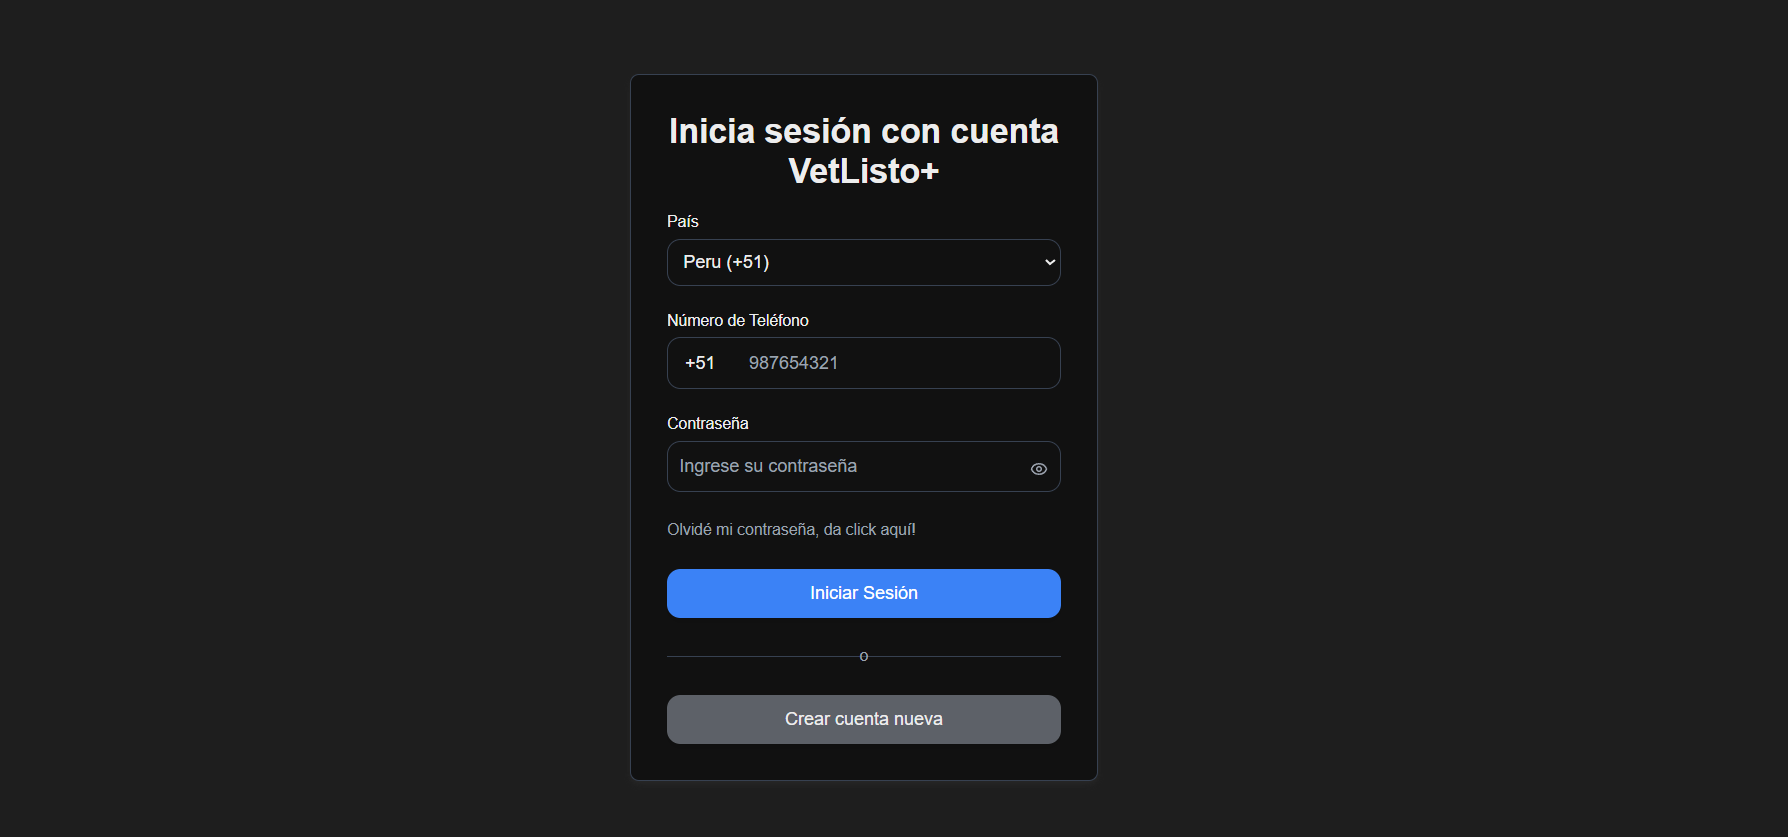 Inicia sesión con cuenta
VetListo+
País
Peru (+51)
Número de Teléfono
+51 987654321
Contraseña
Ingrese su contraseña
Olvidé mi contraseña, da click aquí!
Iniciar Sesión
o
Crear cuenta nueva